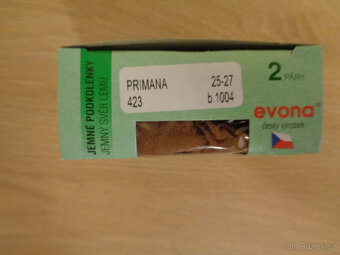 JEMNÉ PODKOLENKY
JEMNÝ SVĚR LEMU
PRIMANA 25-27
423 b.1004
2 PÁRY
evona®
český výrobek